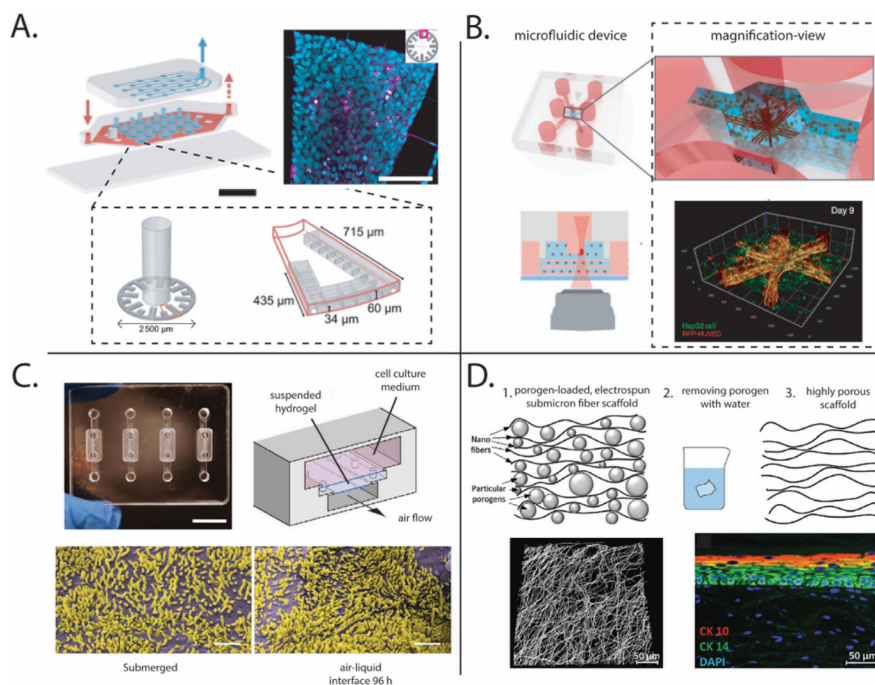 A.
715 µm
435 µm
60 µm
34 µm
2 500 µm
B.
microfluidic device
magnification-view
Day 9
HepG2 cell
RFP-HUVEC
C.
suspended
hydrogel
cell culture
medium
air flow
Submerged
air-liquid
interface 96 h
D.
1. porogen-loaded, electrospun
submicron fiber scaffold
2. removing porogen
with water
3. highly porous
scaffold
Nano
fibers
Particular
porogens
50 µm
CK 10
CK 14
DAPI
50 µm